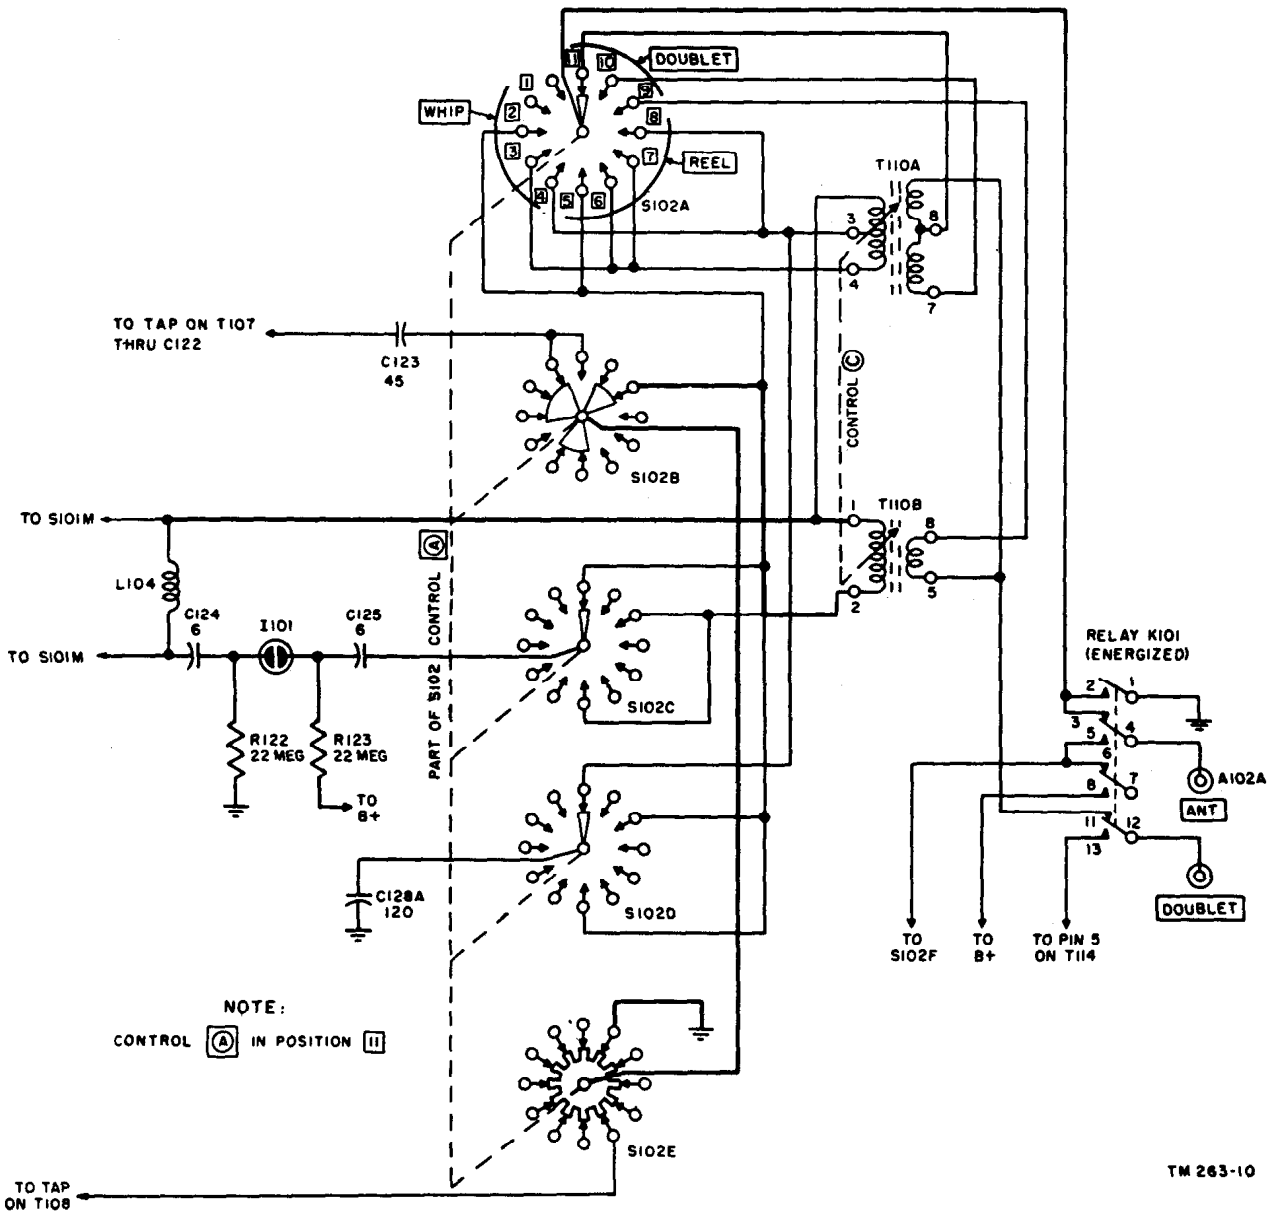 11
10
DOUBLET
1
9
WHIP
2
8
3
7
REEL
4
5
6
S102A
T110A
3
8
4
7
TO TAP ON T107
THRU C122
C123
45
CONTROL C
S102B
TO S101M
1
T110B
8
A
L104
2
5
C124
6
I101
C125
6
TO S101M
PART OF S102 CONTROL
RELAY K101
(ENERGIZED)
2
1
3
S102C
R122
22 MEG
R123
22 MEG
5
4
6
TO
B+
8
7
A102A
ANT
11
12
13
C128A
120
S102D
DOUBLET
TO
S102F
TO
B+
TO PIN 5
ON T114
NOTE:
CONTROL A IN POSITION 11
S102E
TM 263-10
TO TAP
ON T108